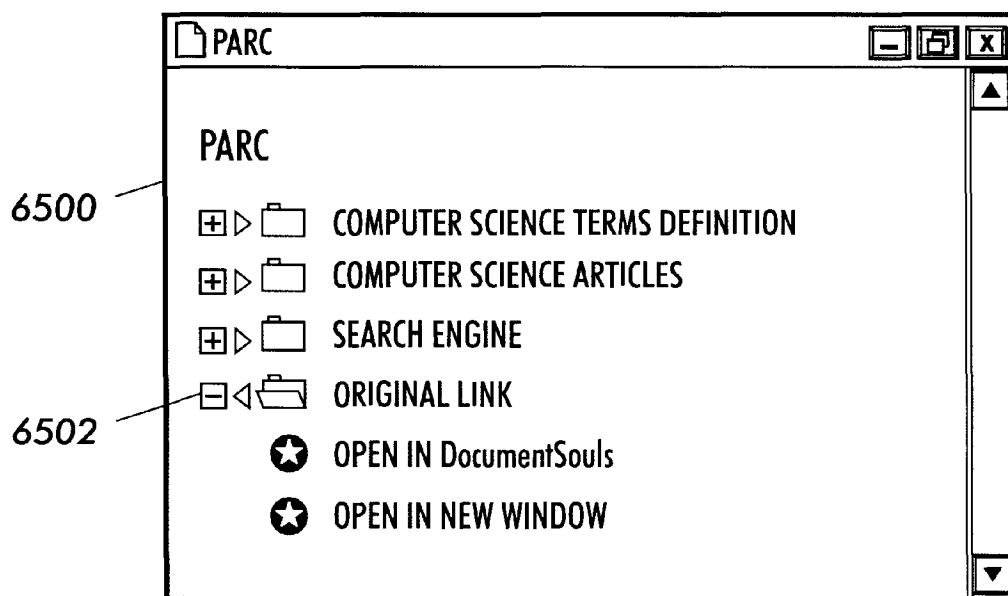 PARC
PARC
6500
COMPUTER SCIENCE TERMS DEFINITION
COMPUTER SCIENCE ARTICLES
SEARCH ENGINE
6502
ORIGINAL LINK
OPEN IN DocumentSouls
OPEN IN NEW WINDOW